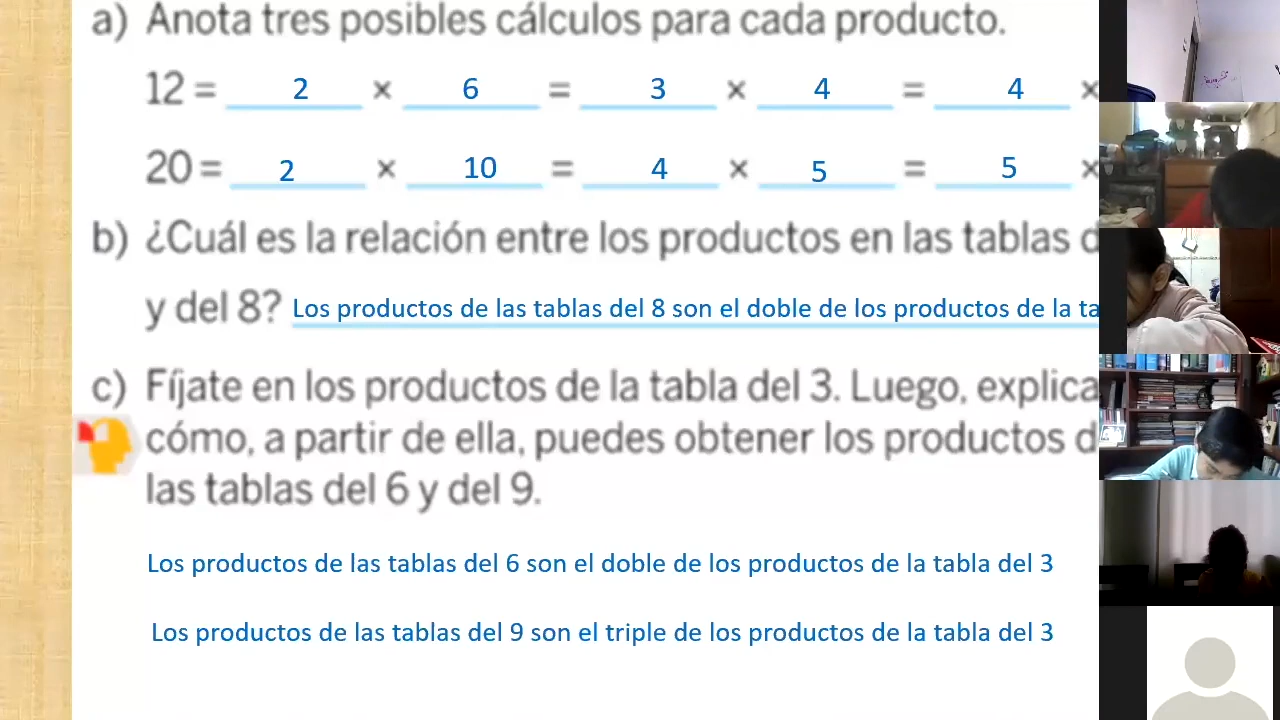 a) Anota tres posibles cálculos para cada producto.
12 = 2 × 6 = 3 × 4 = 4 ×
20 = 2 × 10 = 4 × 5 = 5 ×
b) ¿Cuál es la relación entre los productos en las tablas
y del 8? Los productos de las tablas del 8 son el doble de los productos de la
c) Fíjate en los productos de la tabla del 3. Luego, explica
cómo, a partir de ella, puedes obtener los productos
las tablas del 6 y del 9.
Los productos de las tablas del 6 son el doble de los productos de la tabla del 3
Los productos de las tablas del 9 son el triple de los productos de la tabla del 3